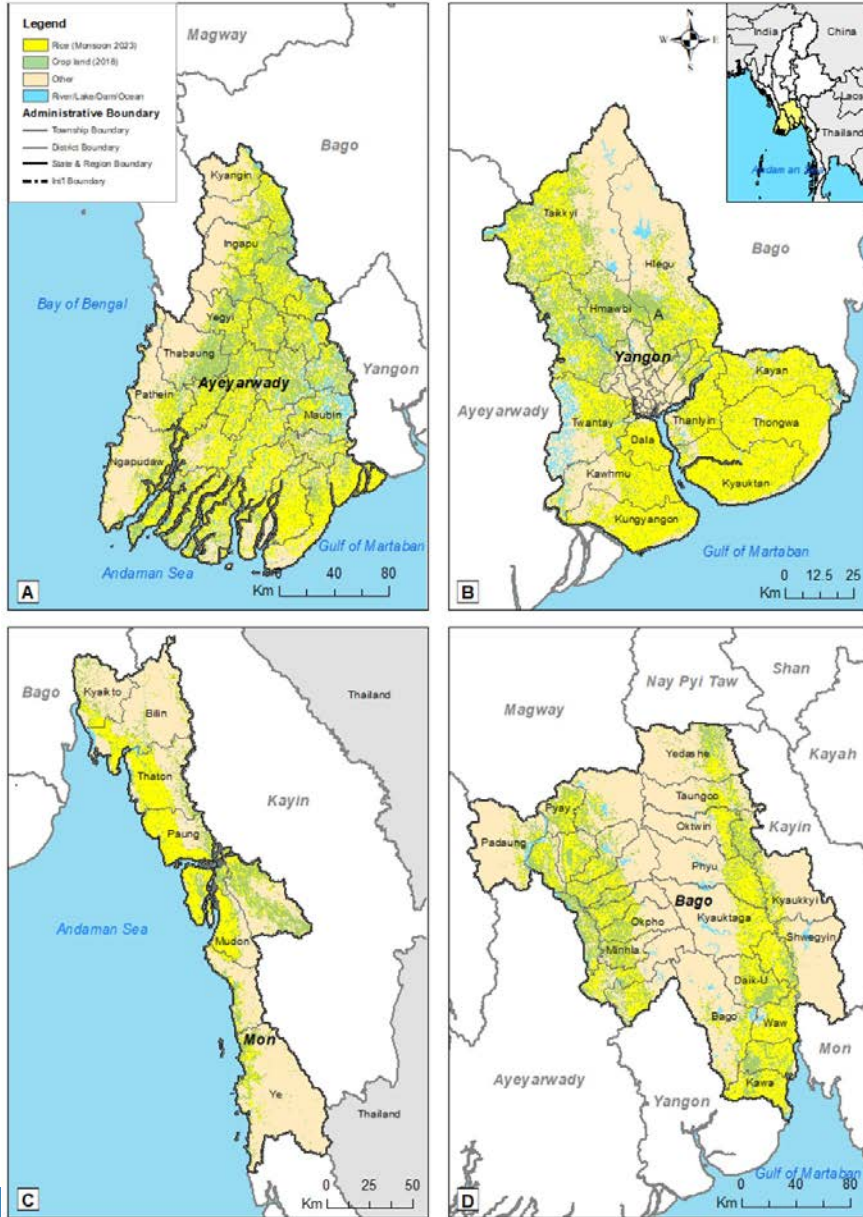 Legend
Rice (Monsoon 2023)
Crop land (2018)
Other
River/Lake/Dam/Ocean
Administrative Boundary
Township Boundary
District Boundary
State & Region Boundary
Int'l Boundary
Magway
Bago
Kyangin
Ingapu
Bay of Bengal
Yegyi
Thabaung
Yangon
Ayeyarwady
Pathein
Maubin
Ngapudaw
Gulf of Martaban
Andaman Sea
0 40 80
Km
A
N
W E
S
India
China
Laos
Thailand
Taikkyi
Bago
Hlegu
Hmawbi
A
Yangon
Kayan
Ayeyarwady
Twantay
Thanlyin
Thongwa
Dala
Kawhmu
Kyauktan
Kungyangon
Gulf of Martaban
0 12.5 25
Km
B
Bago
Thailand
Kyaikto
Bilin
Thaton
Kayin
Paung
Andaman Sea
Mudon
Mon
Ye
Thailand
0 25 50
Km
C
Shan
Nay Pyi Taw
Magway
Kayah
Yedashe
Taungoo
Pyay
Oktwin
Kayin
Padaung
Phyu
Bago
Kyaukkyi
Kyauktaga
Okpho
Shwegyin
Minhla
Daik-U
Bago
Waw
Mon
Kawa
Ayeyarwady
Yangon
Gulf of Martaban
0 40 80
Km
D